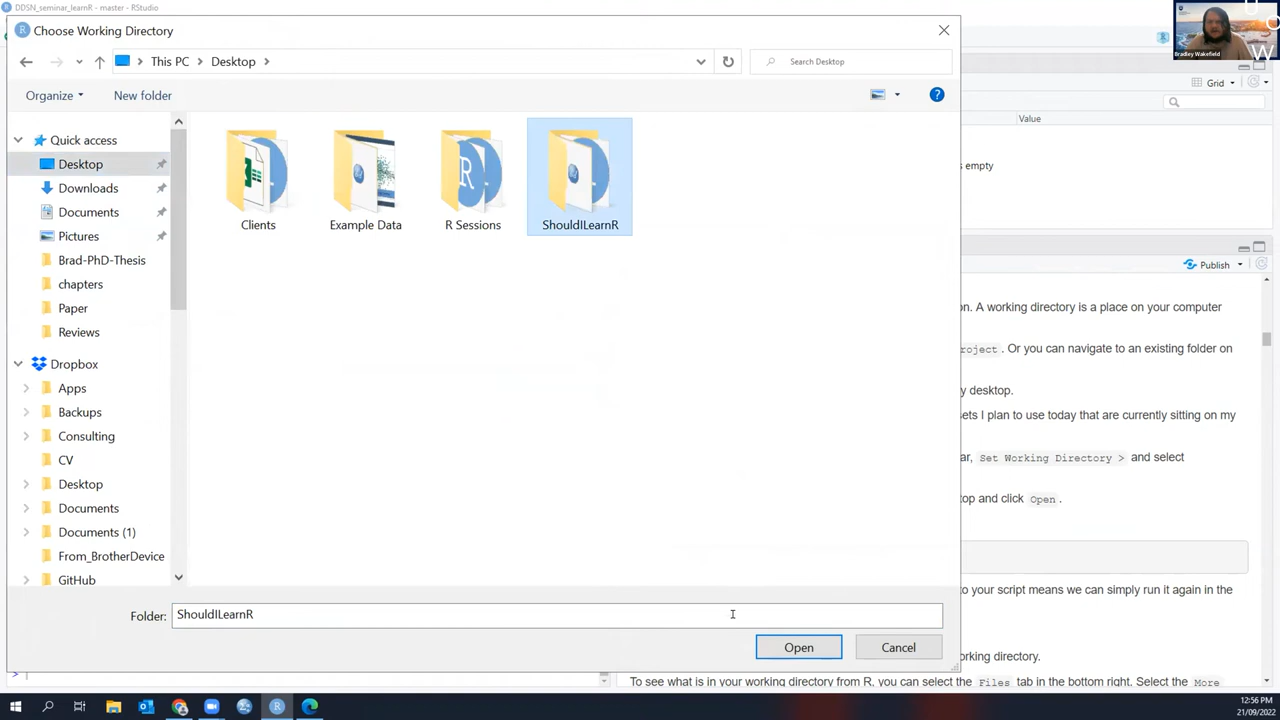 DDSN_seminar_learnR - master - RStudio
Choose Working Directory
Bradley Wakefield
U
C
W
This PC
Desktop
Search Desktop
Organize
New folder
Grid
Value
s empty
Quick access
Desktop
Downloads
Documents
Pictures
Brad-PhD-Thesis
chapters
Paper
Reviews
Dropbox
Apps
Backups
Consulting
CV
Desktop
Documents
Documents (1)
From_BrotherDevice
GitHub
Clients
Example Data
R Sessions
ShouldILearnR
Publish
on. A working directory is a place on your computer
roject. Or you can navigate to an existing folder on
y desktop.
ets I plan to use today that are currently sitting on my
ar, Set Working Directory > and select
top and click Open.
to your script means we can simply run it again in the
orking directory.
To see what is in your working directory from R, you can select the Files tab in the bottom right. Select the More
Folder: ShouldILearnR
Open
Cancel
12:56 PM
21/09/2022